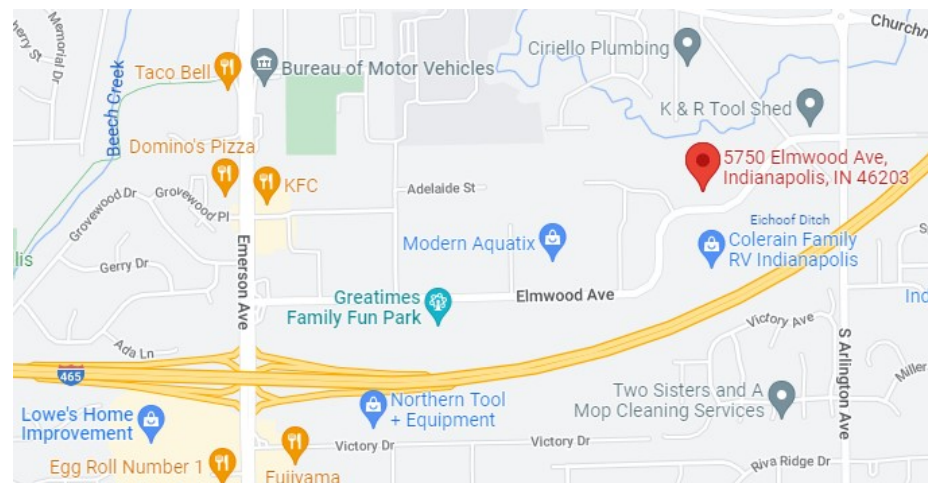 Memorial Dr
Churchm
Ciriello Plumbing
Taco Bell
Bureau of Motor Vehicles
Beech Creek
K & R Tool Shed
Domino's Pizza
5750 Elmwood Ave,
Indianapolis, IN 46203
KFC
Adelaide St
Grovewood Dr
Grovewood Pl
Eichoof Ditch
Modern Aquatix
Colerain Family
RV Indianapolis
lis
Gerry Dr
Emerson Ave
Greatimes
Family Fun Park
Elmwood Ave
Ind
Victory Ave
Ada Ln
S Arlington Ave
465
Miller
Two Sisters and A
Mop Cleaning Services
Northern Tool
+ Equipment
Lowe's Home
Improvement
Victory Dr
Victory Dr
Egg Roll Number 1
Fujiyama
Riva Ridge Dr